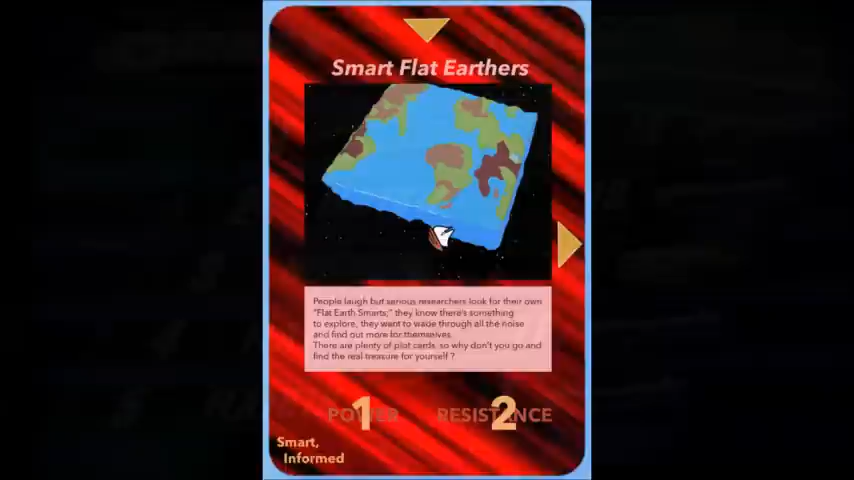 Smart Flat Earthers
People laugh but serious researchers look for their own
"Flat Earth Smarts;" they know there's something
to explore, they want to wade through all the noise
and find out more for themselves.
There are plenty of plot cards, so why don't you go and
find the real treasure for yourself ?
POWER 1 RESISTANCE 2
Smart,
Informed